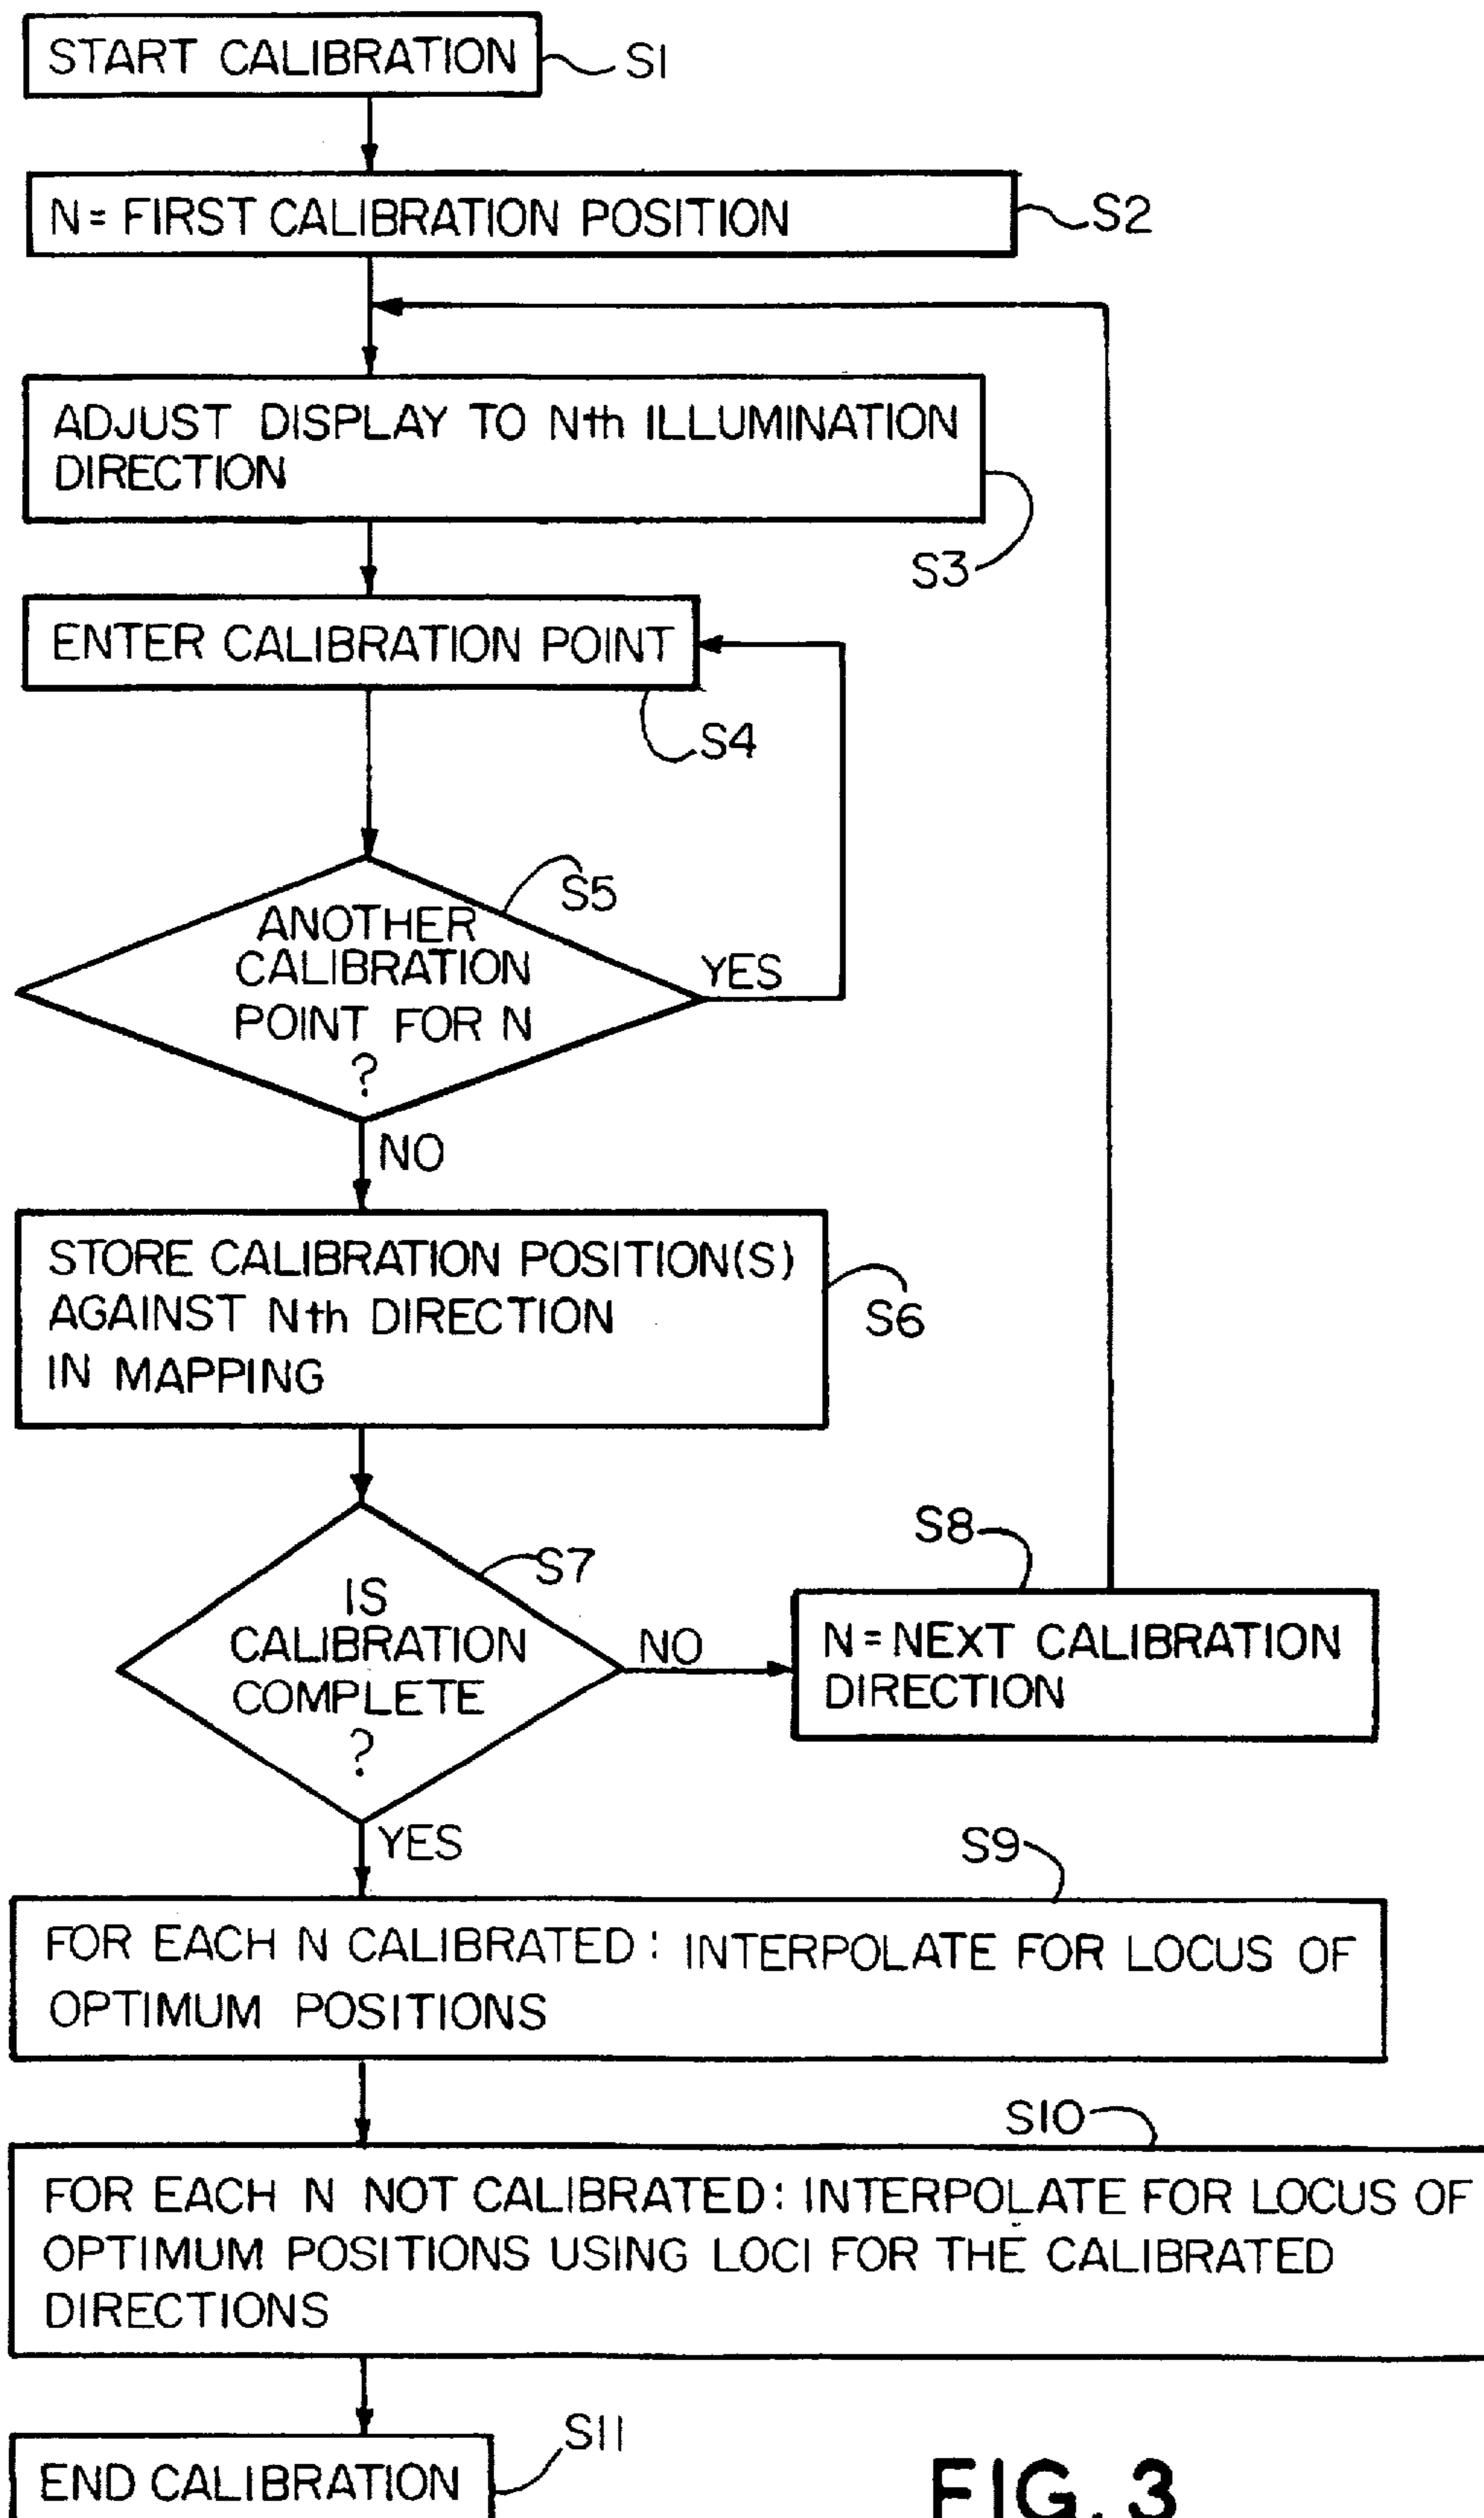 START CALIBRATION
S1
N = FIRST CALIBRATION POSITION
S2
ADJUST DISPLAY TO Nth ILLUMINATION
DIRECTION
S3
ENTER CALIBRATION POINT
S4
S5
ANOTHER
CALIBRATION
POINT FOR N
?
YES
NO
STORE CALIBRATION POSITION(S)
AGAINST Nth DIRECTION
IN MAPPING
S6
S7
IS
CALIBRATION
COMPLETE
?
NO
S8
N = NEXT CALIBRATION
DIRECTION
YES
S9
FOR EACH N CALIBRATED : INTERPOLATE FOR LOCUS OF
OPTIMUM POSITIONS
S10
FOR EACH N NOT CALIBRATED : INTERPOLATE FOR LOCUS OF
OPTIMUM POSITIONS USING LOCI FOR THE CALIBRATED
DIRECTIONS
S11
END CALIBRATION
FIG. 3